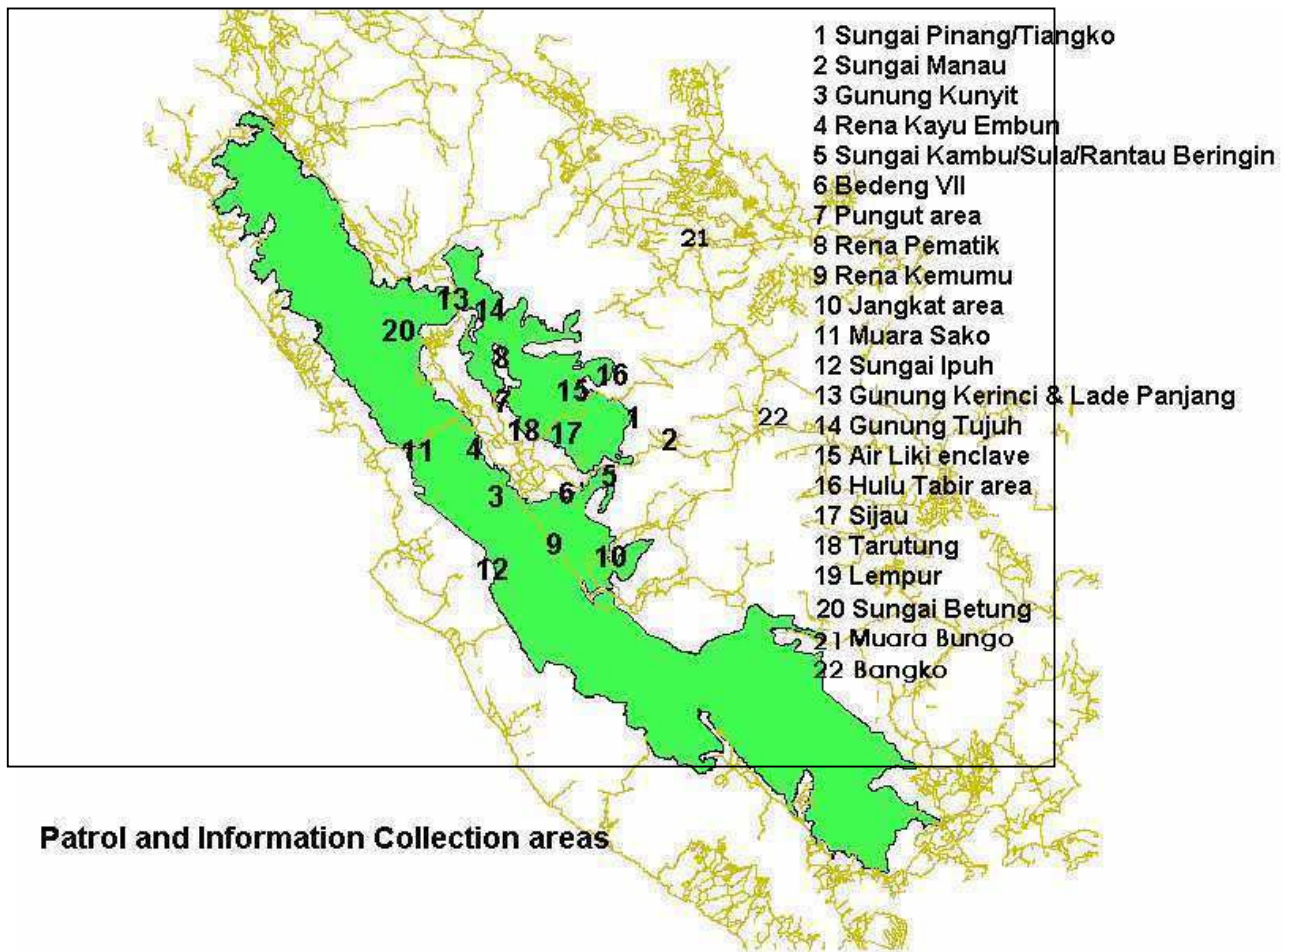 1 Sungai Pinang/Tiangko
2 Sungai Manau
3 Gunung Kunyit
4 Rena Kayu Embun
5 Sungai Kambu/Sula/Rantau Beringin
6 Bedeng VII
7 Pungut area
8 Rena Pematik
9 Rena Kemumu
10 Jangkat area
11 Muara Sako
12 Sungai Ipuh
13 Gunung Kerinci & Lade Panjang
14 Gunung Tujuh
15 Air Liki enclave
16 Hulu Tabir area
17 Sijau
18 Tarutung
19 Lempur
20 Sungai Betung
21 Muara Bungo
22 Bangko
21
13
14
20
8
16
15
7
1
22
18
17
2
11
4
5
3
6
9
10
12
Patrol and Information Collection areas